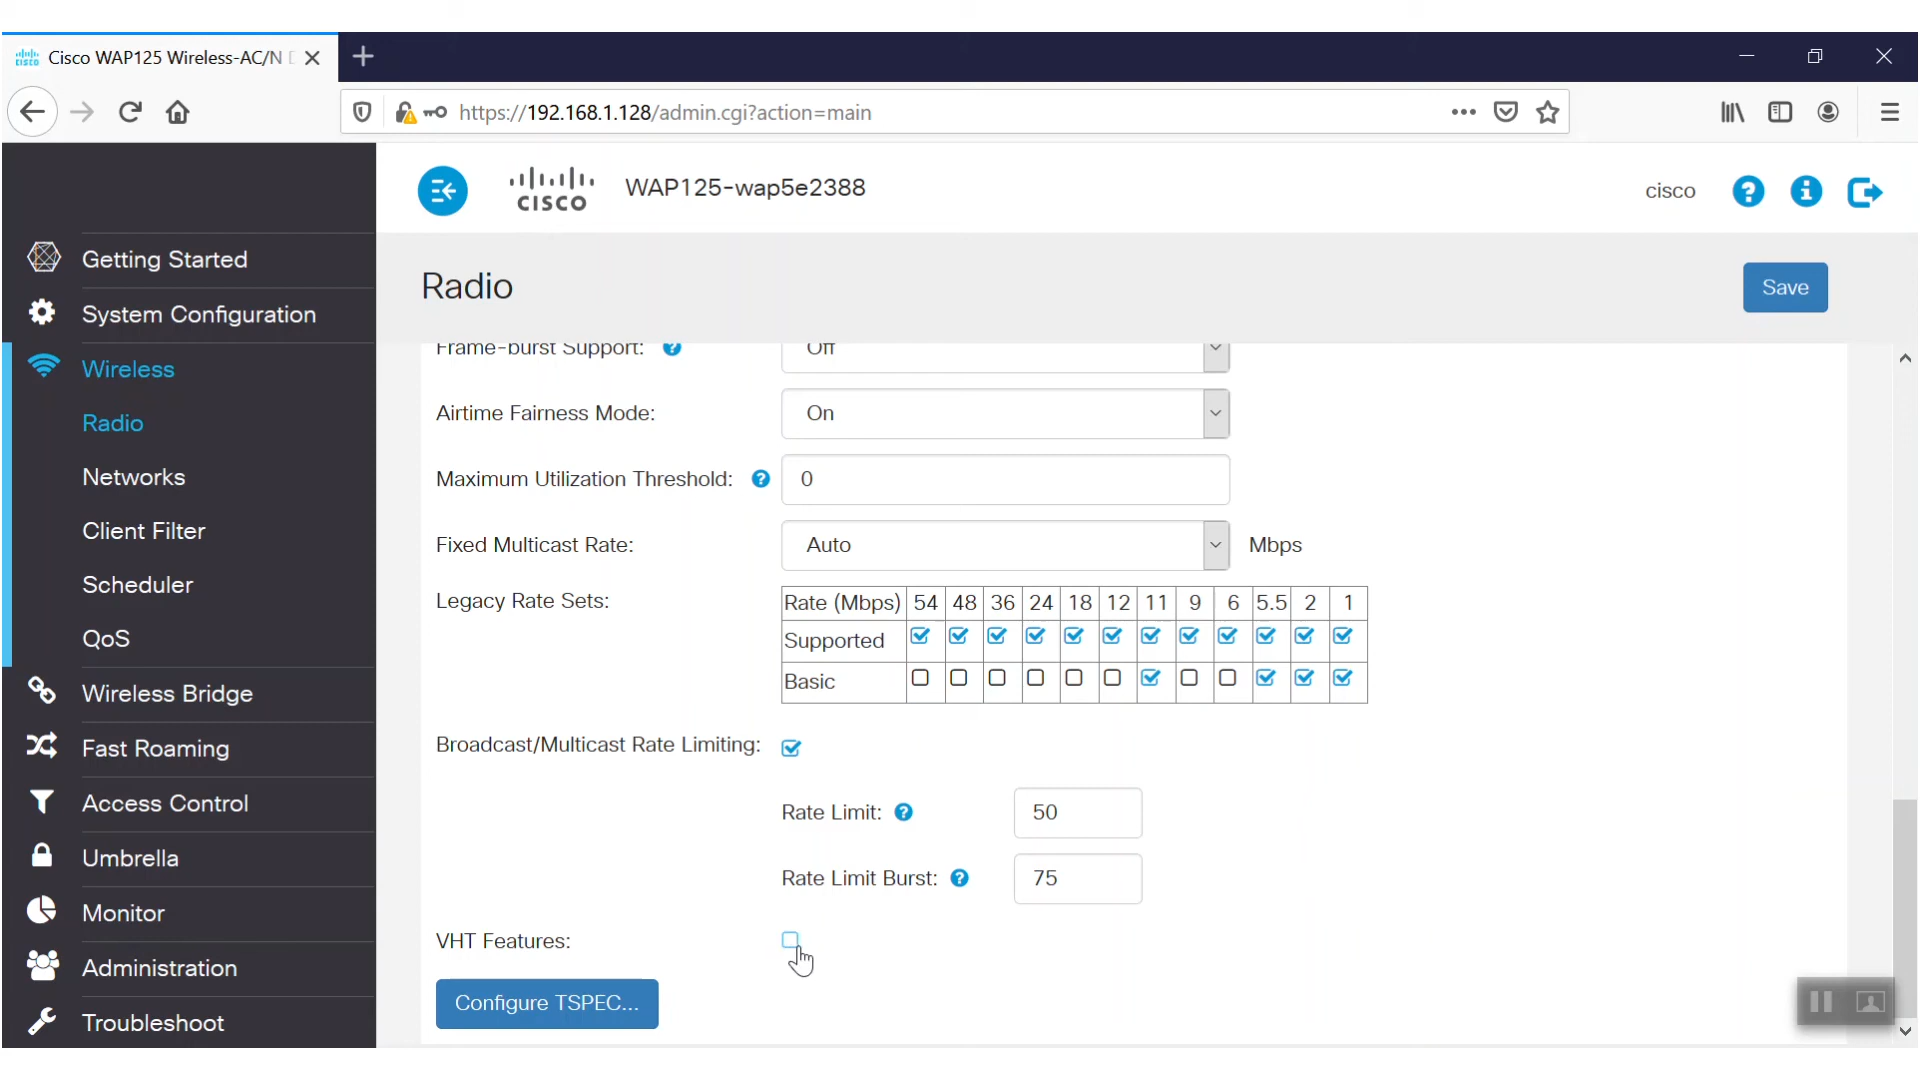 Cisco WAP125 Wireless-AC/N D
https://192.168.1.128/admin.cgi?action=main
cisco
WAP125-wap5e2388
cisco
Radio
Save
Getting Started
System Configuration
Wireless
Radio
Networks
Client Filter
Scheduler
QoS
Wireless Bridge
Fast Roaming
Access Control
Umbrella
Monitor
Administration
Troubleshoot
Frame-burst Support: Off
Airtime Fairness Mode: On
Maximum Utilization Threshold: 0
Fixed Multicast Rate: Auto Mbps
Legacy Rate Sets:
Rate (Mbps) 54 48 36 24 18 12 11 9 6 5.5 2 1
Supported
Basic
Broadcast/Multicast Rate Limiting:
Rate Limit: 50
Rate Limit Burst: 75
VHT Features:
Configure TSPEC...